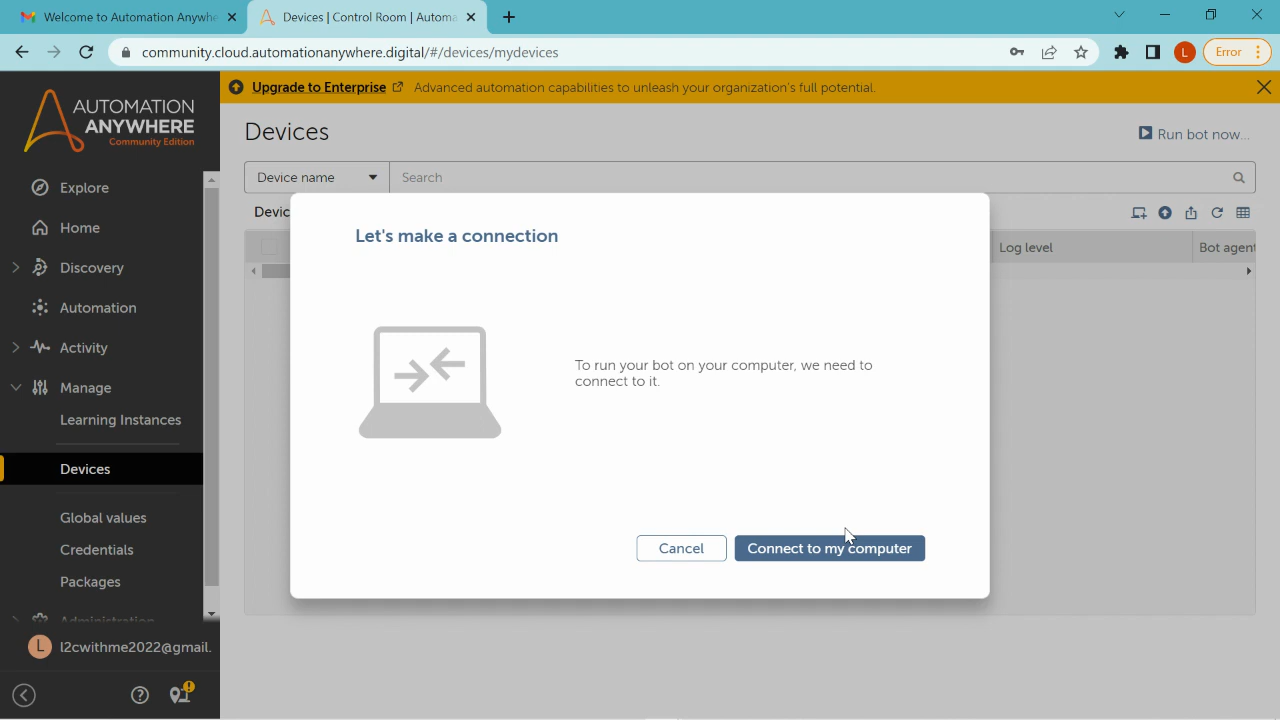 Welcome to Automation Anywhe
Devices | Control Room | Automa
community.cloud.automationanywhere.digital/#/devices/mydevices
L
Error
Upgrade to Enterprise
Advanced automation capabilities to unleash your organization's full potential.
AUTOMATION
ANYWHERE
Community Edition
Devices
Run bot now...
Device name
Search
Explore
Home
Discovery
Automation
Activity
Manage
Learning Instances
Devices
Global values
Credentials
Packages
Administration
L
l2cwithme2022@gmail.
Devic
Log level
Bot agent
Let's make a connection
To run your bot on your computer, we need to
connect to it.
Cancel
Connect to my computer